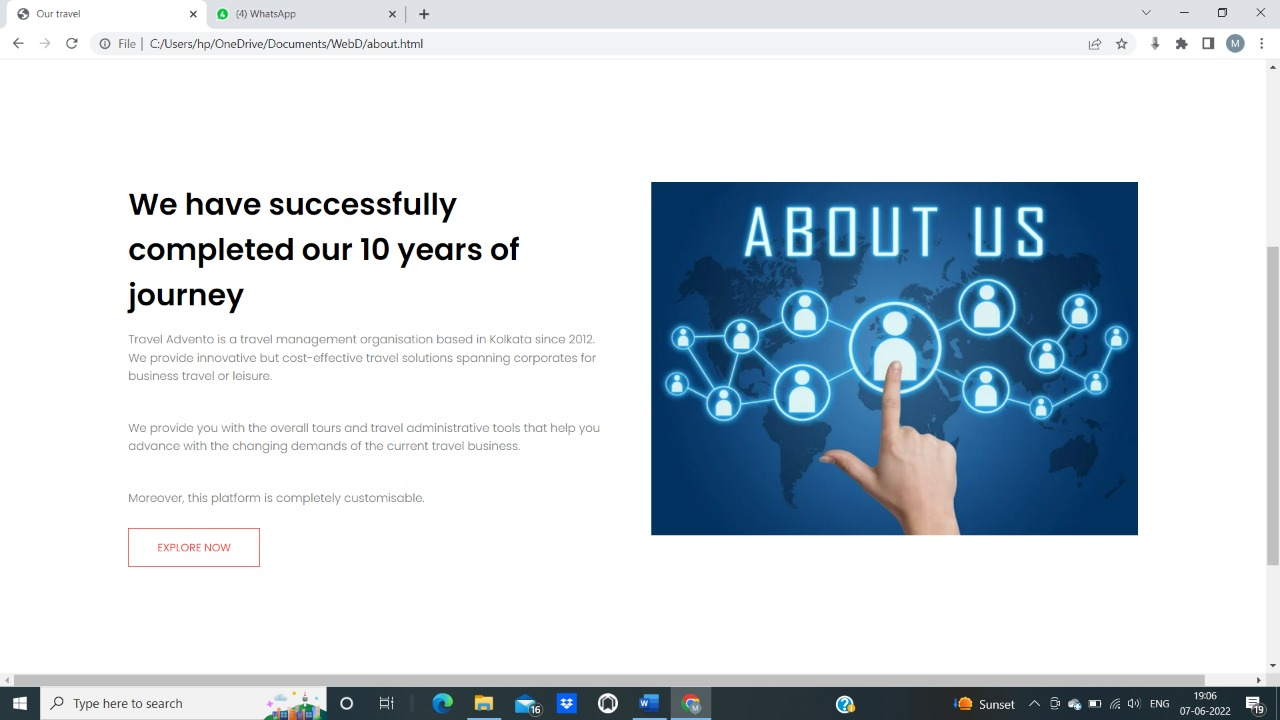 Our travel
(4) WhatsApp
File
C:/Users/hp/OneDrive/Documents/WebD/about.html
M
We have successfully
completed our 10 years of
journey
Travel Advento is a travel management organisation based in Kolkata since 2012.
We provide innovative but cost-effective travel solutions spanning corporates for
business travel or leisure.
We provide you with the overall tours and travel administrative tools that help you
advance with the changing demands of the current travel business.
Moreover, this platform is completely customisable.
EXPLORE NOW
ABOUT US
Type here to search
16
Sunset
ENG
19:06
07-06-2022
19